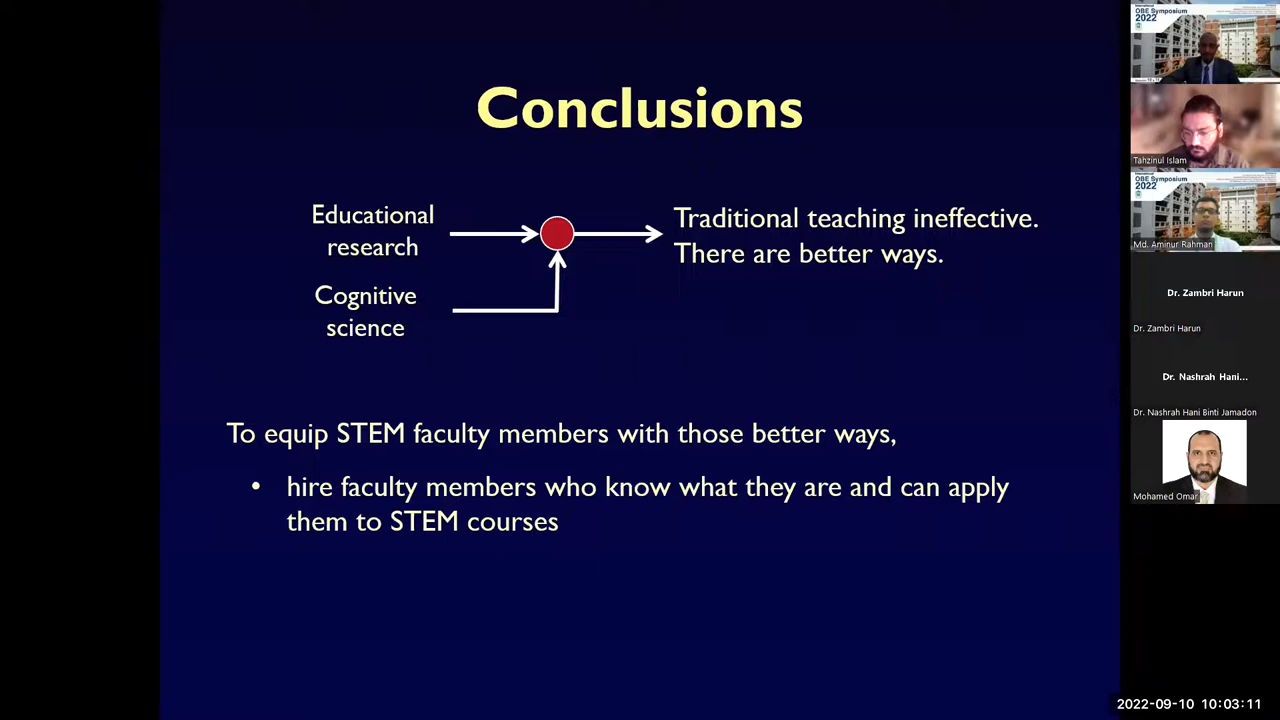 Conclusions
Educational
research
Traditional teaching ineffective.
There are better ways.
Cognitive
science
To equip STEM faculty members with those better ways,
• hire faculty members who know what they are and can apply
them to STEM courses
International
OBE Symposium
2022
Tahzinul Islam
International
OBE Symposium
2022
Md. Aminur Rahman
Dr. Zambri Harun
Dr. Zambri Harun
Dr. Nashrah Hani...
Dr. Nashrah Hani Binti Jamadon
Mohamed Omar
2022-09-10 10:03:11